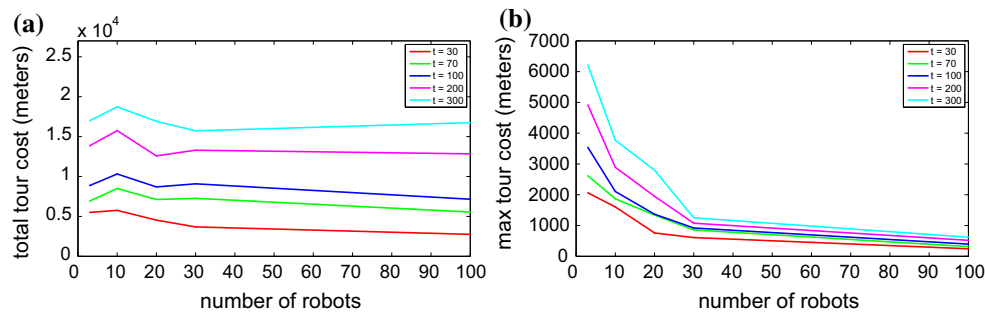 (a)
x 10⁴
total tour cost (meters)
2.5
2
1.5
1
0.5
0
0 10 20 30 40 50 60 70 80 90 100
number of robots
t = 30
t = 70
t = 100
t = 200
t = 300
(b)
max tour cost (meters)
7000
6000
5000
4000
3000
2000
1000
0
0 10 20 30 40 50 60 70 80 90 100
number of robots
t = 30
t = 70
t = 100
t = 200
t = 300